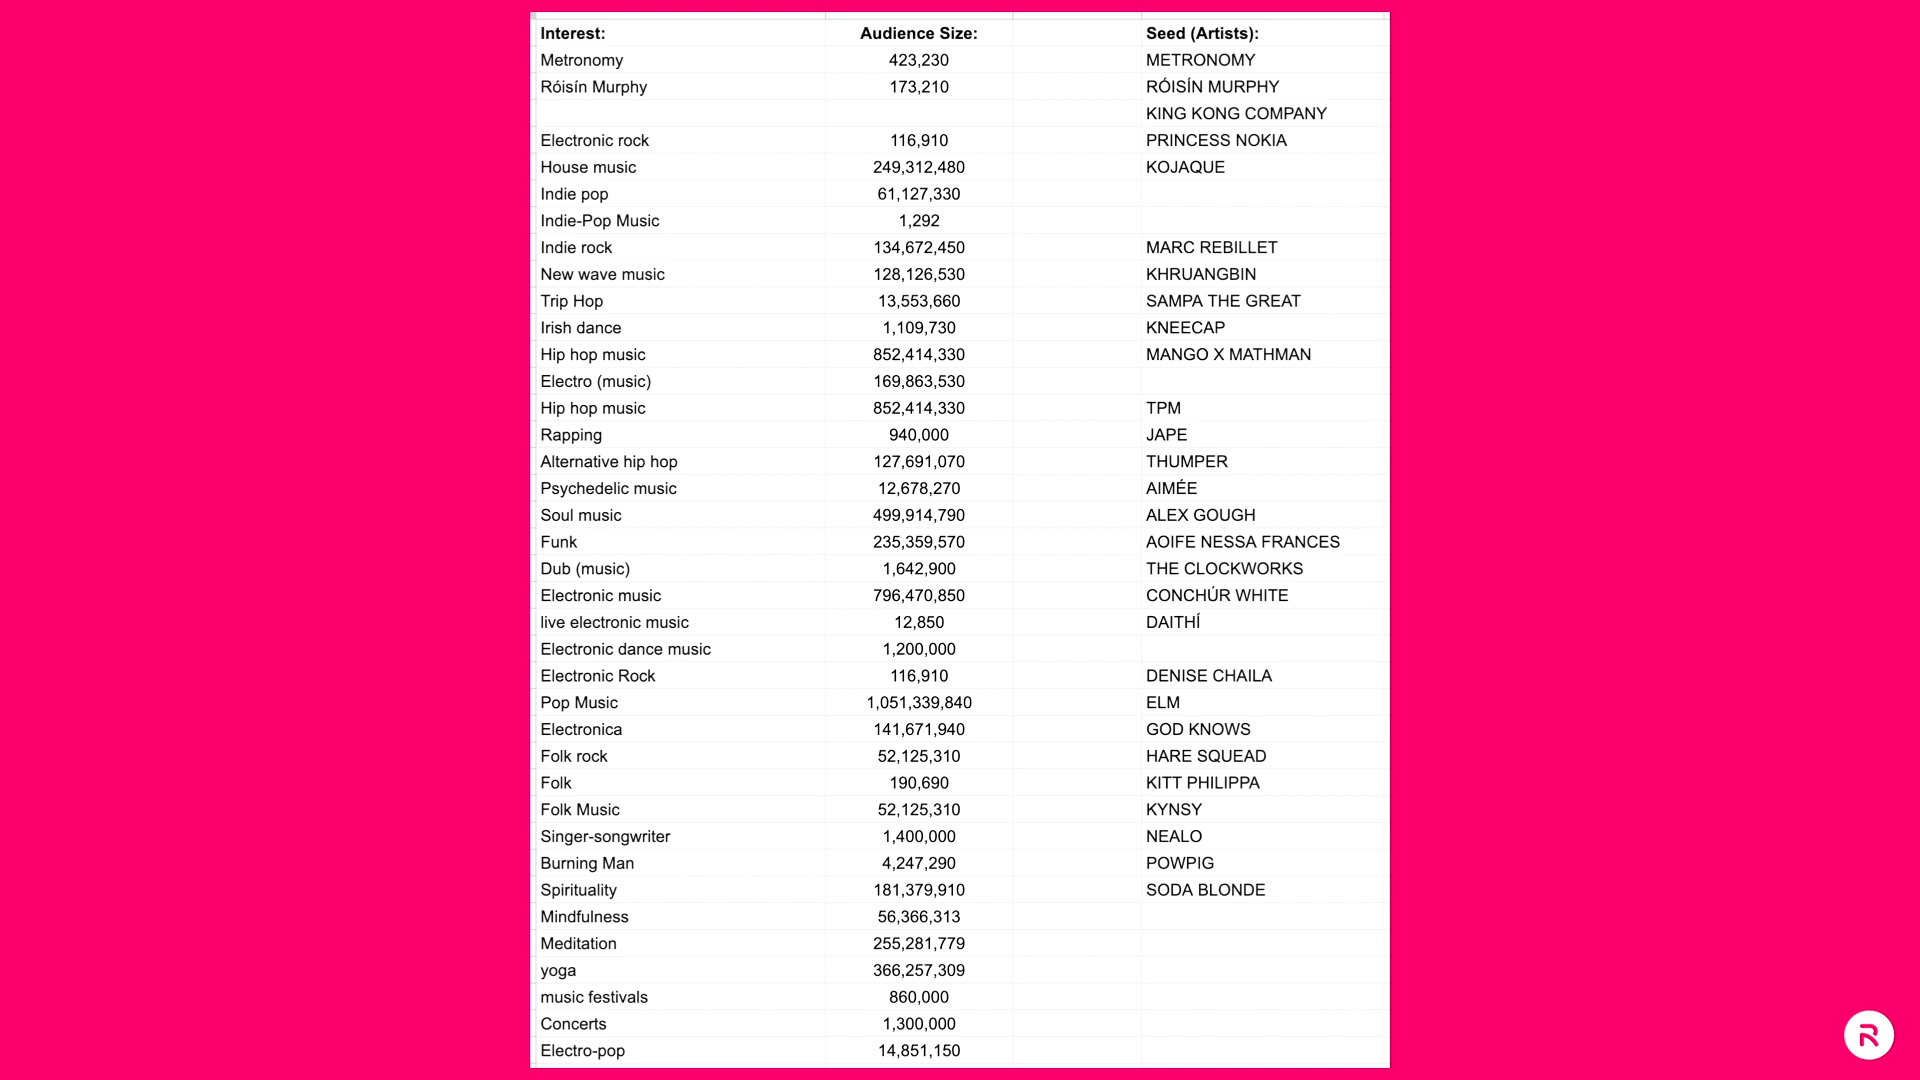 Interest: Audience Size: Seed (Artists):
Metronomy 423,230 METRONOMY
Róisín Murphy 173,210 RÓISÍN MURPHY
KING KONG COMPANY
Electronic rock 116,910 PRINCESS NOKIA
House music 249,312,480 KOJAQUE
Indie pop 61,127,330
Indie-Pop Music 1,292
Indie rock 134,672,450 MARC REBILLET
New wave music 128,126,530 KHRUANGBIN
Trip Hop 13,553,660 SAMPA THE GREAT
Irish dance 1,109,730 KNEECAP
Hip hop music 852,414,330 MANGO X MATHMAN
Electro (music) 169,863,530
Hip hop music 852,414,330 TPM
Rapping 940,000 JAPE
Alternative hip hop 127,691,070 THUMPER
Psychedelic music 12,678,270 AIMÉE
Soul music 499,914,790 ALEX GOUGH
Funk 235,359,570 AOIFE NESSA FRANCES
Dub (music) 1,642,900 THE CLOCKWORKS
Electronic music 796,470,850 CONCHÚR WHITE
live electronic music 12,850 DAITHÍ
Electronic dance music 1,200,000
Electronic Rock 116,910 DENISE CHAILA
Pop Music 1,051,339,840 ELM
Electronica 141,671,940 GOD KNOWS
Folk rock 52,125,310 HARE SQUEAD
Folk 190,690 KITT PHILIPPA
Folk Music 52,125,310 KYNSY
Singer-songwriter 1,400,000 NEALO
Burning Man 4,247,290 POWPIG
Spirituality 181,379,910 SODA BLONDE
Mindfulness 56,366,313
Meditation 255,281,779
yoga 366,257,309
music festivals 860,000
Concerts 1,300,000
Electro-pop 14,851,150
R